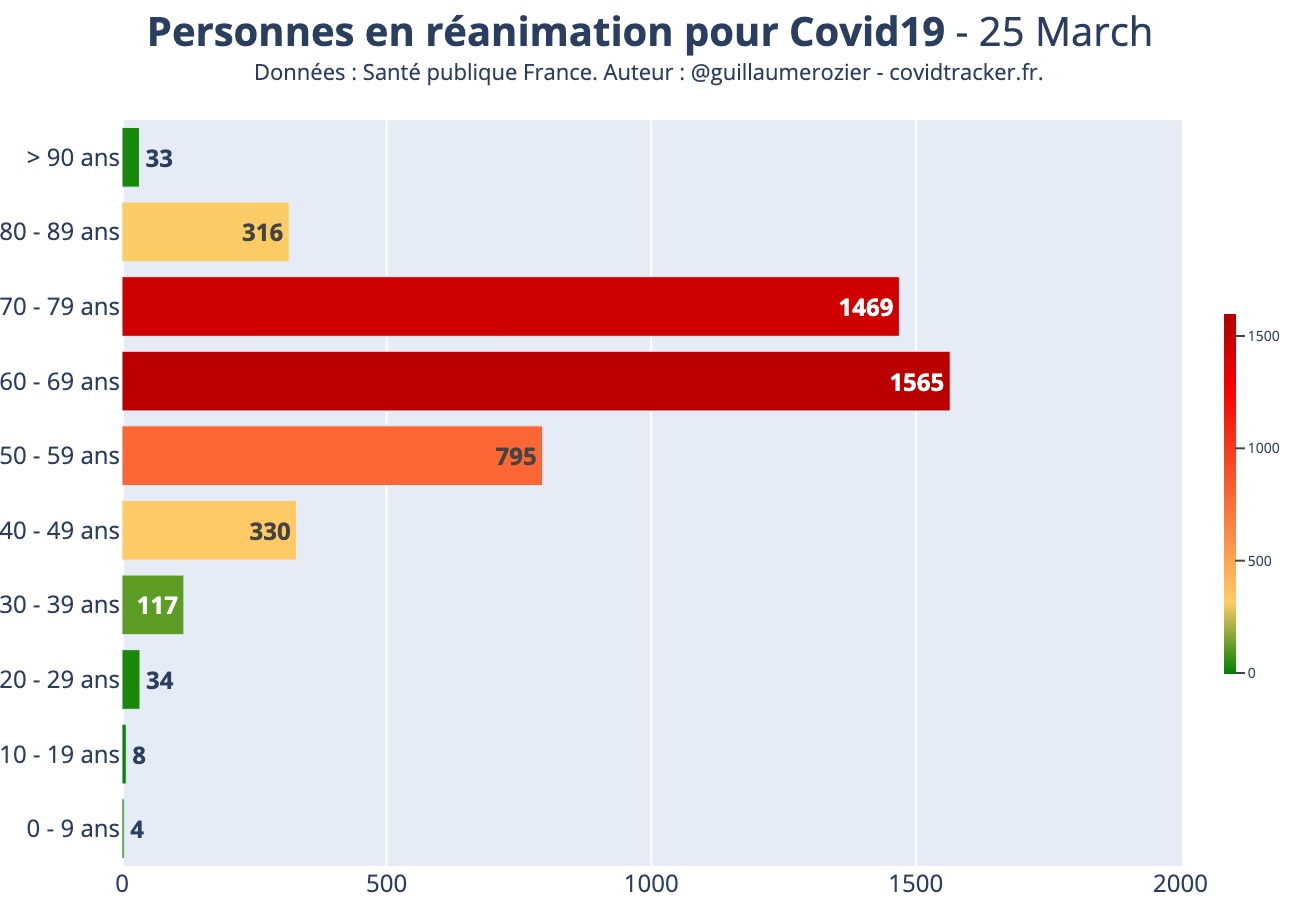 Personnes en réanimation pour Covid19 - 25 March
Données : Santé publique France. Auteur : @guillaumerozier - covidtracker.fr.
> 90 ans 33
80 - 89 ans 316
70 - 79 ans 1469
60 - 69 ans 1565
50 - 59 ans 795
40 - 49 ans 330
30 - 39 ans 117
20 - 29 ans 34
10 - 19 ans 8
0 - 9 ans 4
0 500 1000 1500 2000
1500
1000
500
0